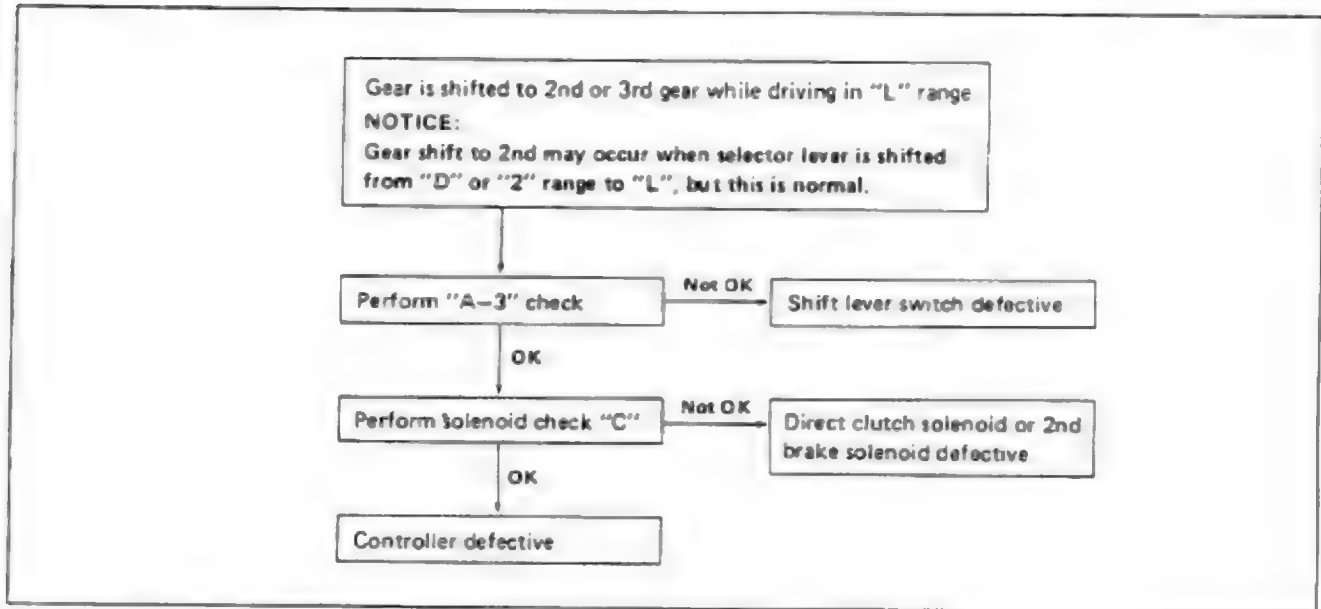 Gear is shifted to 2nd or 3rd gear while driving in "L" range
NOTICE:
Gear shift to 2nd may occur when selector lever is shifted
from "D" or "2" range to "L", but this is normal.
Perform "A-3" check
Not OK
Shift lever switch defective
OK
Perform Solenoid check "C"
Not OK
Direct clutch solenoid or 2nd
brake solenoid defective
OK
Controller defective